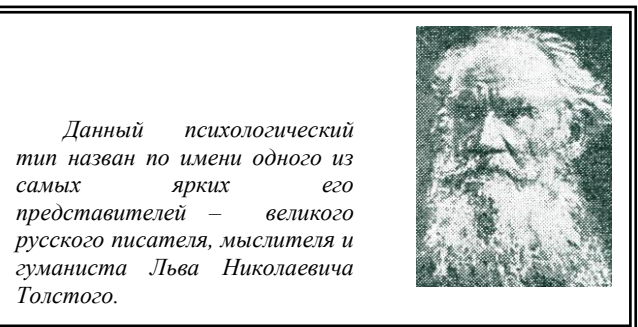 Данный психологический
тип назван по имени одного из
самых ярких его
представителей – великого
русского писателя, мыслителя и
гуманиста Льва Николаевича
Толстого.